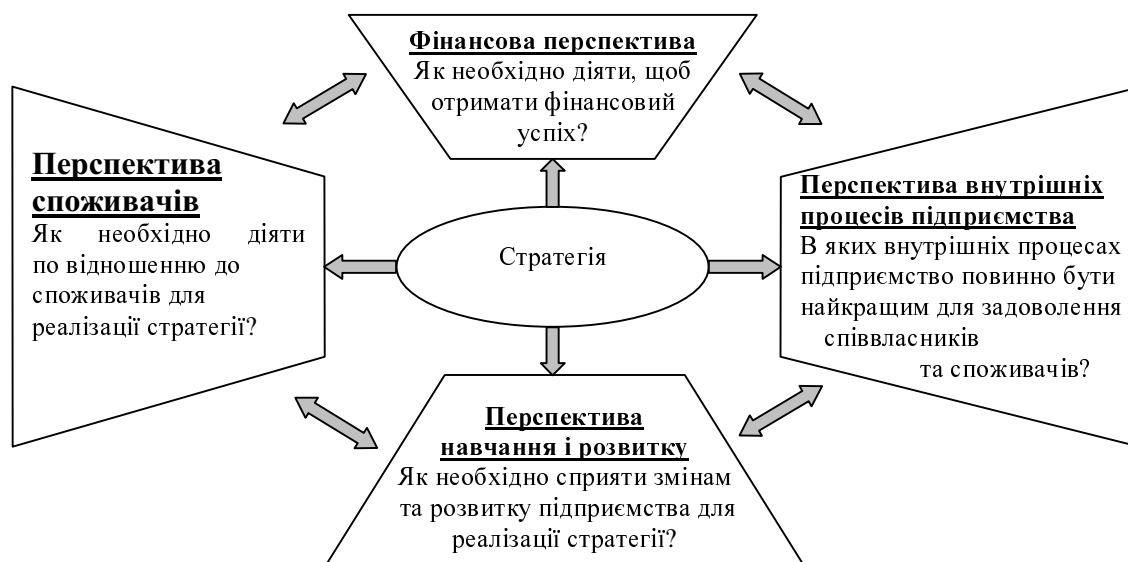 Фінансова перспектива
Як необхідно діяти, щоб
отримати фінансовий
успіх?
Перспектива
споживачів
Як необхідно діяти
по відношенню до
споживачів для
реалізації стратегії?
Стратегія
Перспектива внутрішніх
процесів підприємства
В яких внутрішніх процесах
підприємство повинно бути
найкращим для задоволення
співвласників
та споживачів?
Перспектива
навчання і розвитку
Як необхідно сприяти змінам
та розвитку підприємства для
реалізації стратегії?